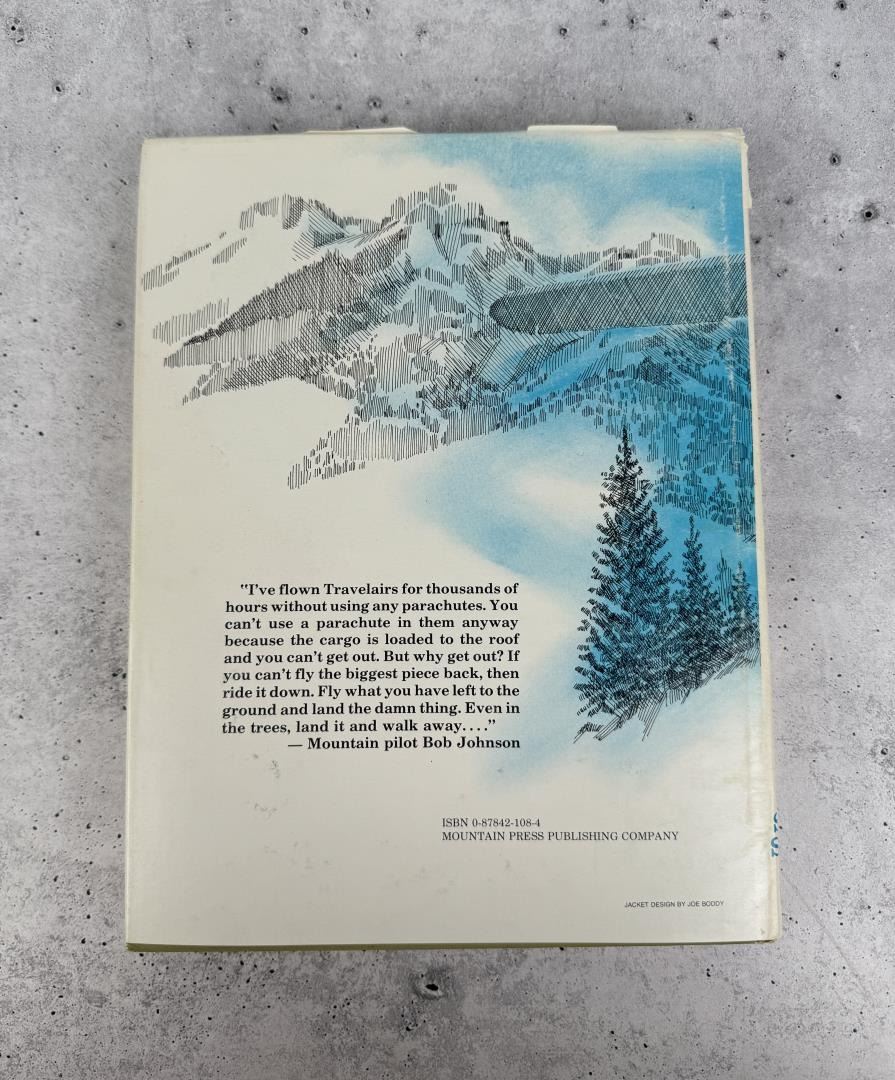 "I've flown Travelairs for thousands of
hours without using any parachutes. You
can't use a parachute in them anyway
because the cargo is loaded to the roof
and you can't get out. But why get out? If
you can't fly the biggest piece back, then
ride it down. Fly what you have left to the
ground and land the damn thing. Even in
the trees, land it and walk away...."
— Mountain pilot Bob Johnson
ISBN 0-87842-108-4
MOUNTAIN PRESS PUBLISHING COMPANY
JACKET DESIGN BY JOE BODDY